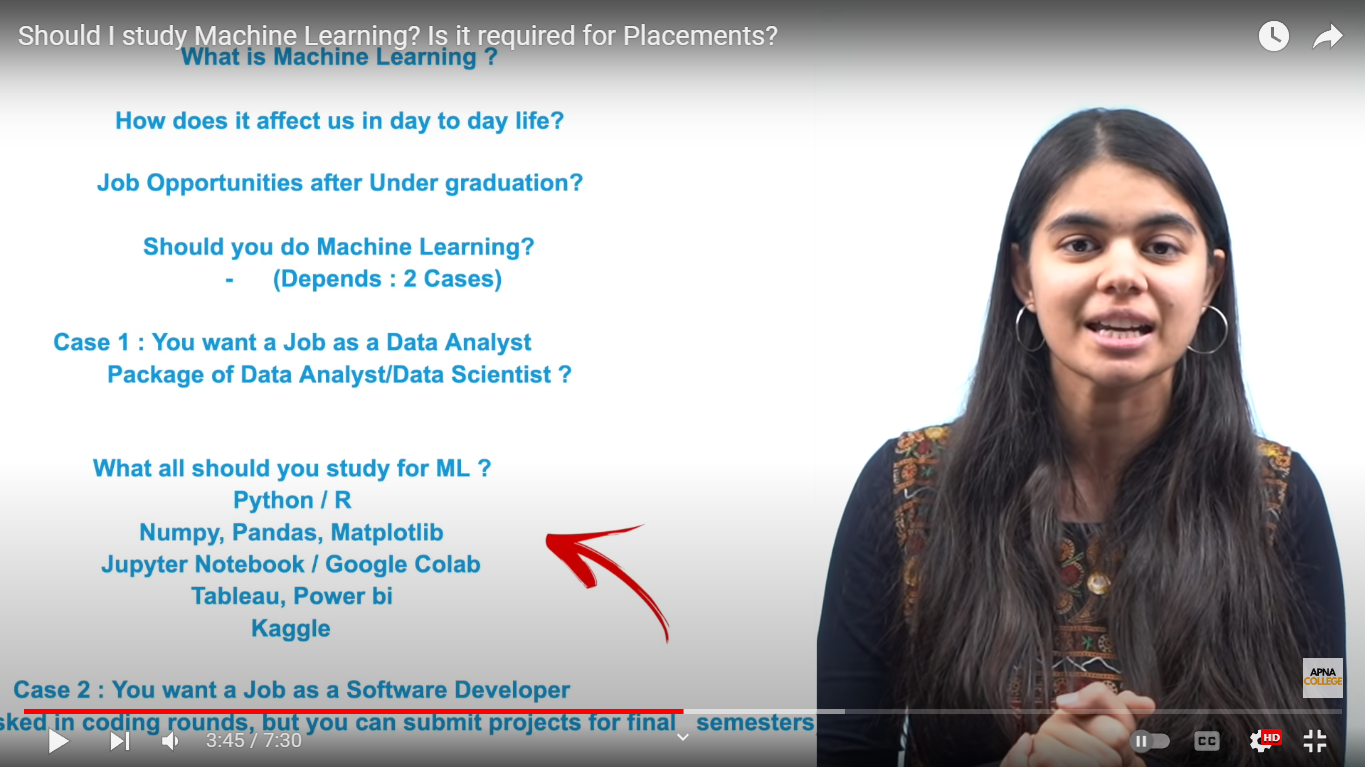 Should I study Machine Learning? Is it required for Placements?
What is Machine Learning ?
How does it affect us in day to day life?
Job Opportunities after Under graduation?
Should you do Machine Learning?
- (Depends : 2 Cases)
Case 1 : You want a Job as a Data Analyst
Package of Data Analyst/Data Scientist ?
What all should you study for ML ?
Python / R
Numpy, Pandas, Matplotlib
Jupyter Notebook / Google Colab
Tableau, Power bi
Kaggle
Case 2 : You want a Job as a Software Developer
in coding rounds, but you can submit projects for final semesters,
APNA
COLLEGE
3:45 / 7:30
CC
HD